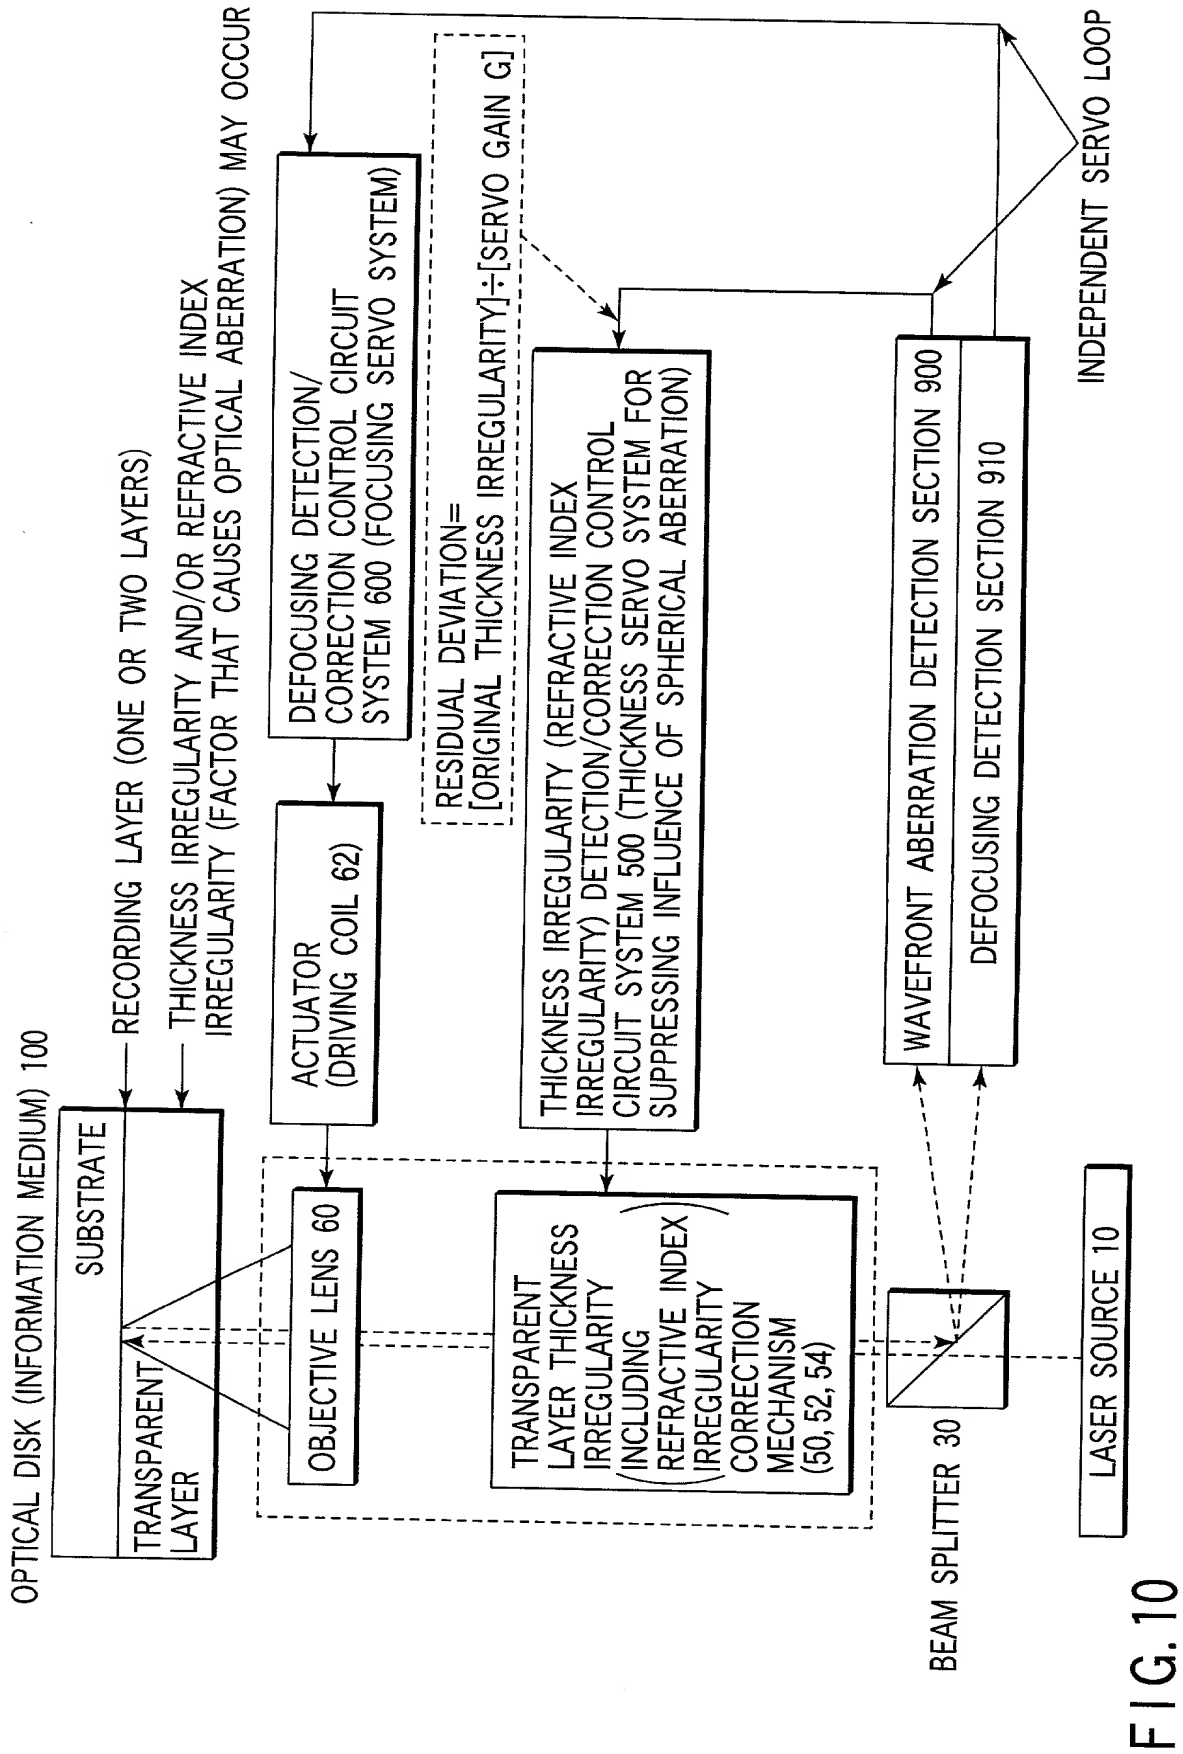 OPTICAL DISK (INFORMATION MEDIUM) 100
SUBSTRATE
TRANSPARENT
LAYER
RECORDING LAYER (ONE OR TWO LAYERS)
THICKNESS IRREGULARITY AND/OR REFRACTIVE INDEX
IRREGULARITY (FACTOR THAT CAUSES OPTICAL ABERRATION) MAY OCCUR
OBJECTIVE LENS 60
ACTUATOR
(DRIVING COIL 62)
DEFOCUSING DETECTION/
CORRECTION CONTROL CIRCUIT
SYSTEM 600 (FOCUSING SERVO SYSTEM)
RESIDUAL DEVIATION=
[ORIGINAL THICKNESS IRREGULARITY]÷[SERVO GAIN G]
TRANSPARENT
LAYER THICKNESS
IRREGULARITY
(INCLUDING
REFRACTIVE INDEX
IRREGULARITY)
CORRECTION
MECHANISM
(50, 52, 54)
THICKNESS IRREGULARITY (REFRACTIVE INDEX
IRREGULARITY) DETECTION/CORRECTION CONTROL
CIRCUIT SYSTEM 500 (THICKNESS SERVO SYSTEM FOR
SUPPRESSING INFLUENCE OF SPHERICAL ABERRATION)
BEAM SPLITTER 30
WAVEFRONT ABERRATION DETECTION SECTION 900
DEFOCUSING DETECTION SECTION 910
INDEPENDENT SERVO LOOP
LASER SOURCE 10
FIG. 10